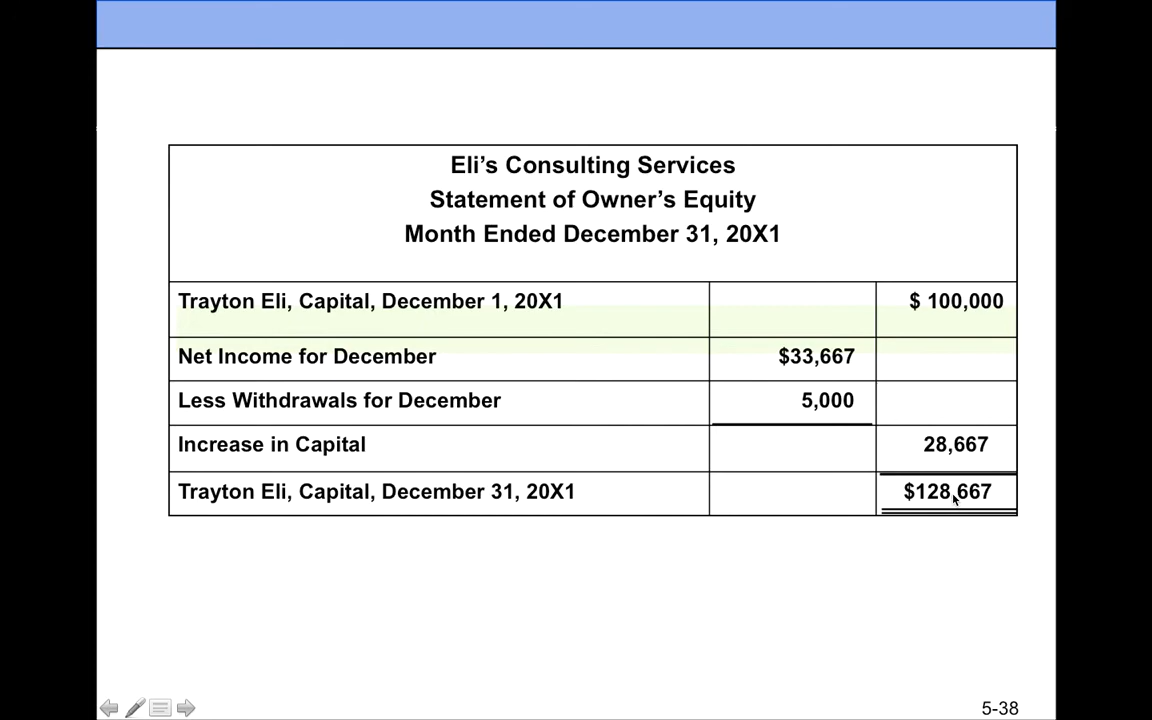 Eli’s Consulting Services
Statement of Owner’s Equity
Month Ended December 31, 20X1
Trayton Eli, Capital, December 1, 20X1 $ 100,000
Net Income for December $33,667
Less Withdrawals for December 5,000
Increase in Capital 28,667
Trayton Eli, Capital, December 31, 20X1 $128,667
5-38